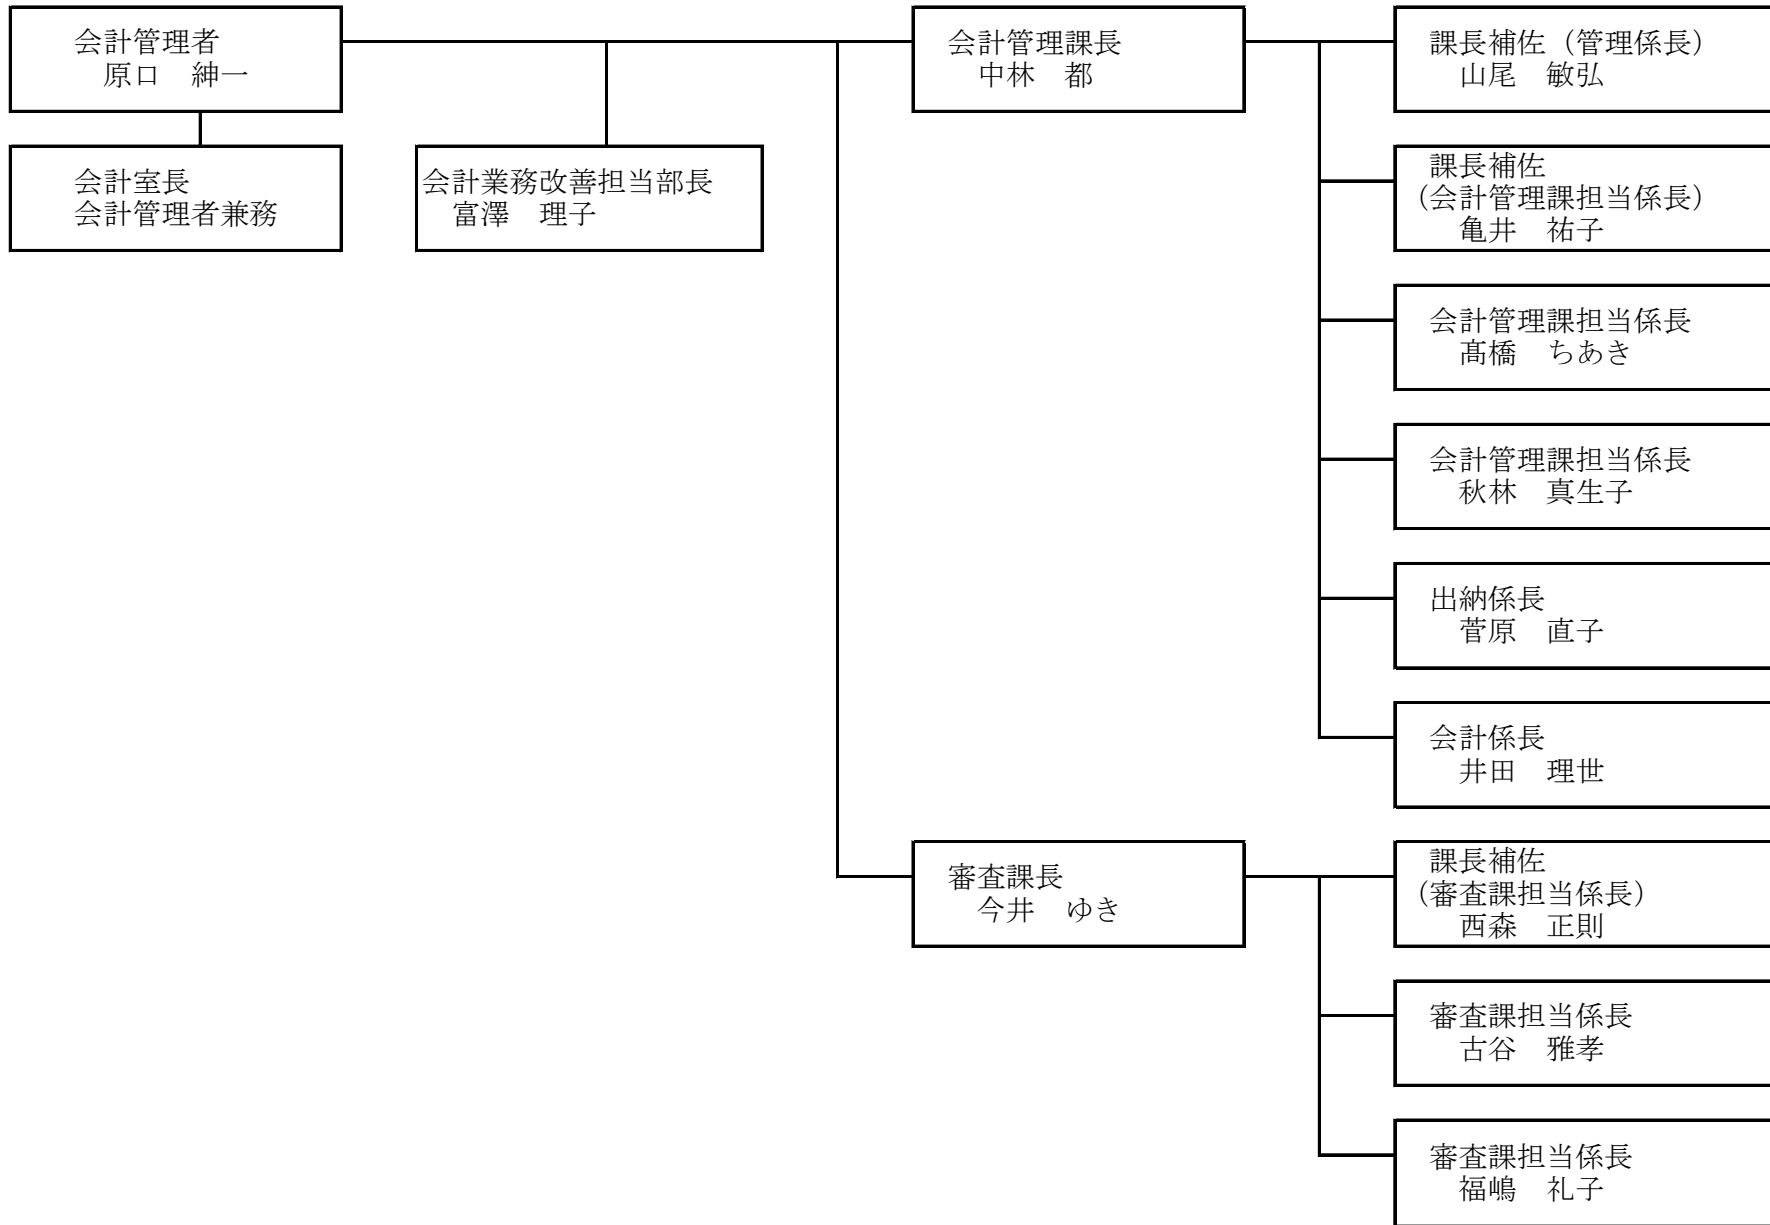 会計管理者
原口　紳一
会計室長
会計管理者兼務
会計業務改善担当部長
富澤　理子
会計管理課長
中林　都
課長補佐（管理係長）
山尾　敏弘
課長補佐
（会計管理課担当係長）
亀井　祐子
会計管理課担当係長
髙橋　ちあき
会計管理課担当係長
秋林　真生子
出納係長
菅原　直子
会計係長
井田　理世
審査課長
今井　ゆき
課長補佐
（審査課担当係長）
西森　正則
審査課担当係長
古谷　雅孝
審査課担当係長
福嶋　礼子